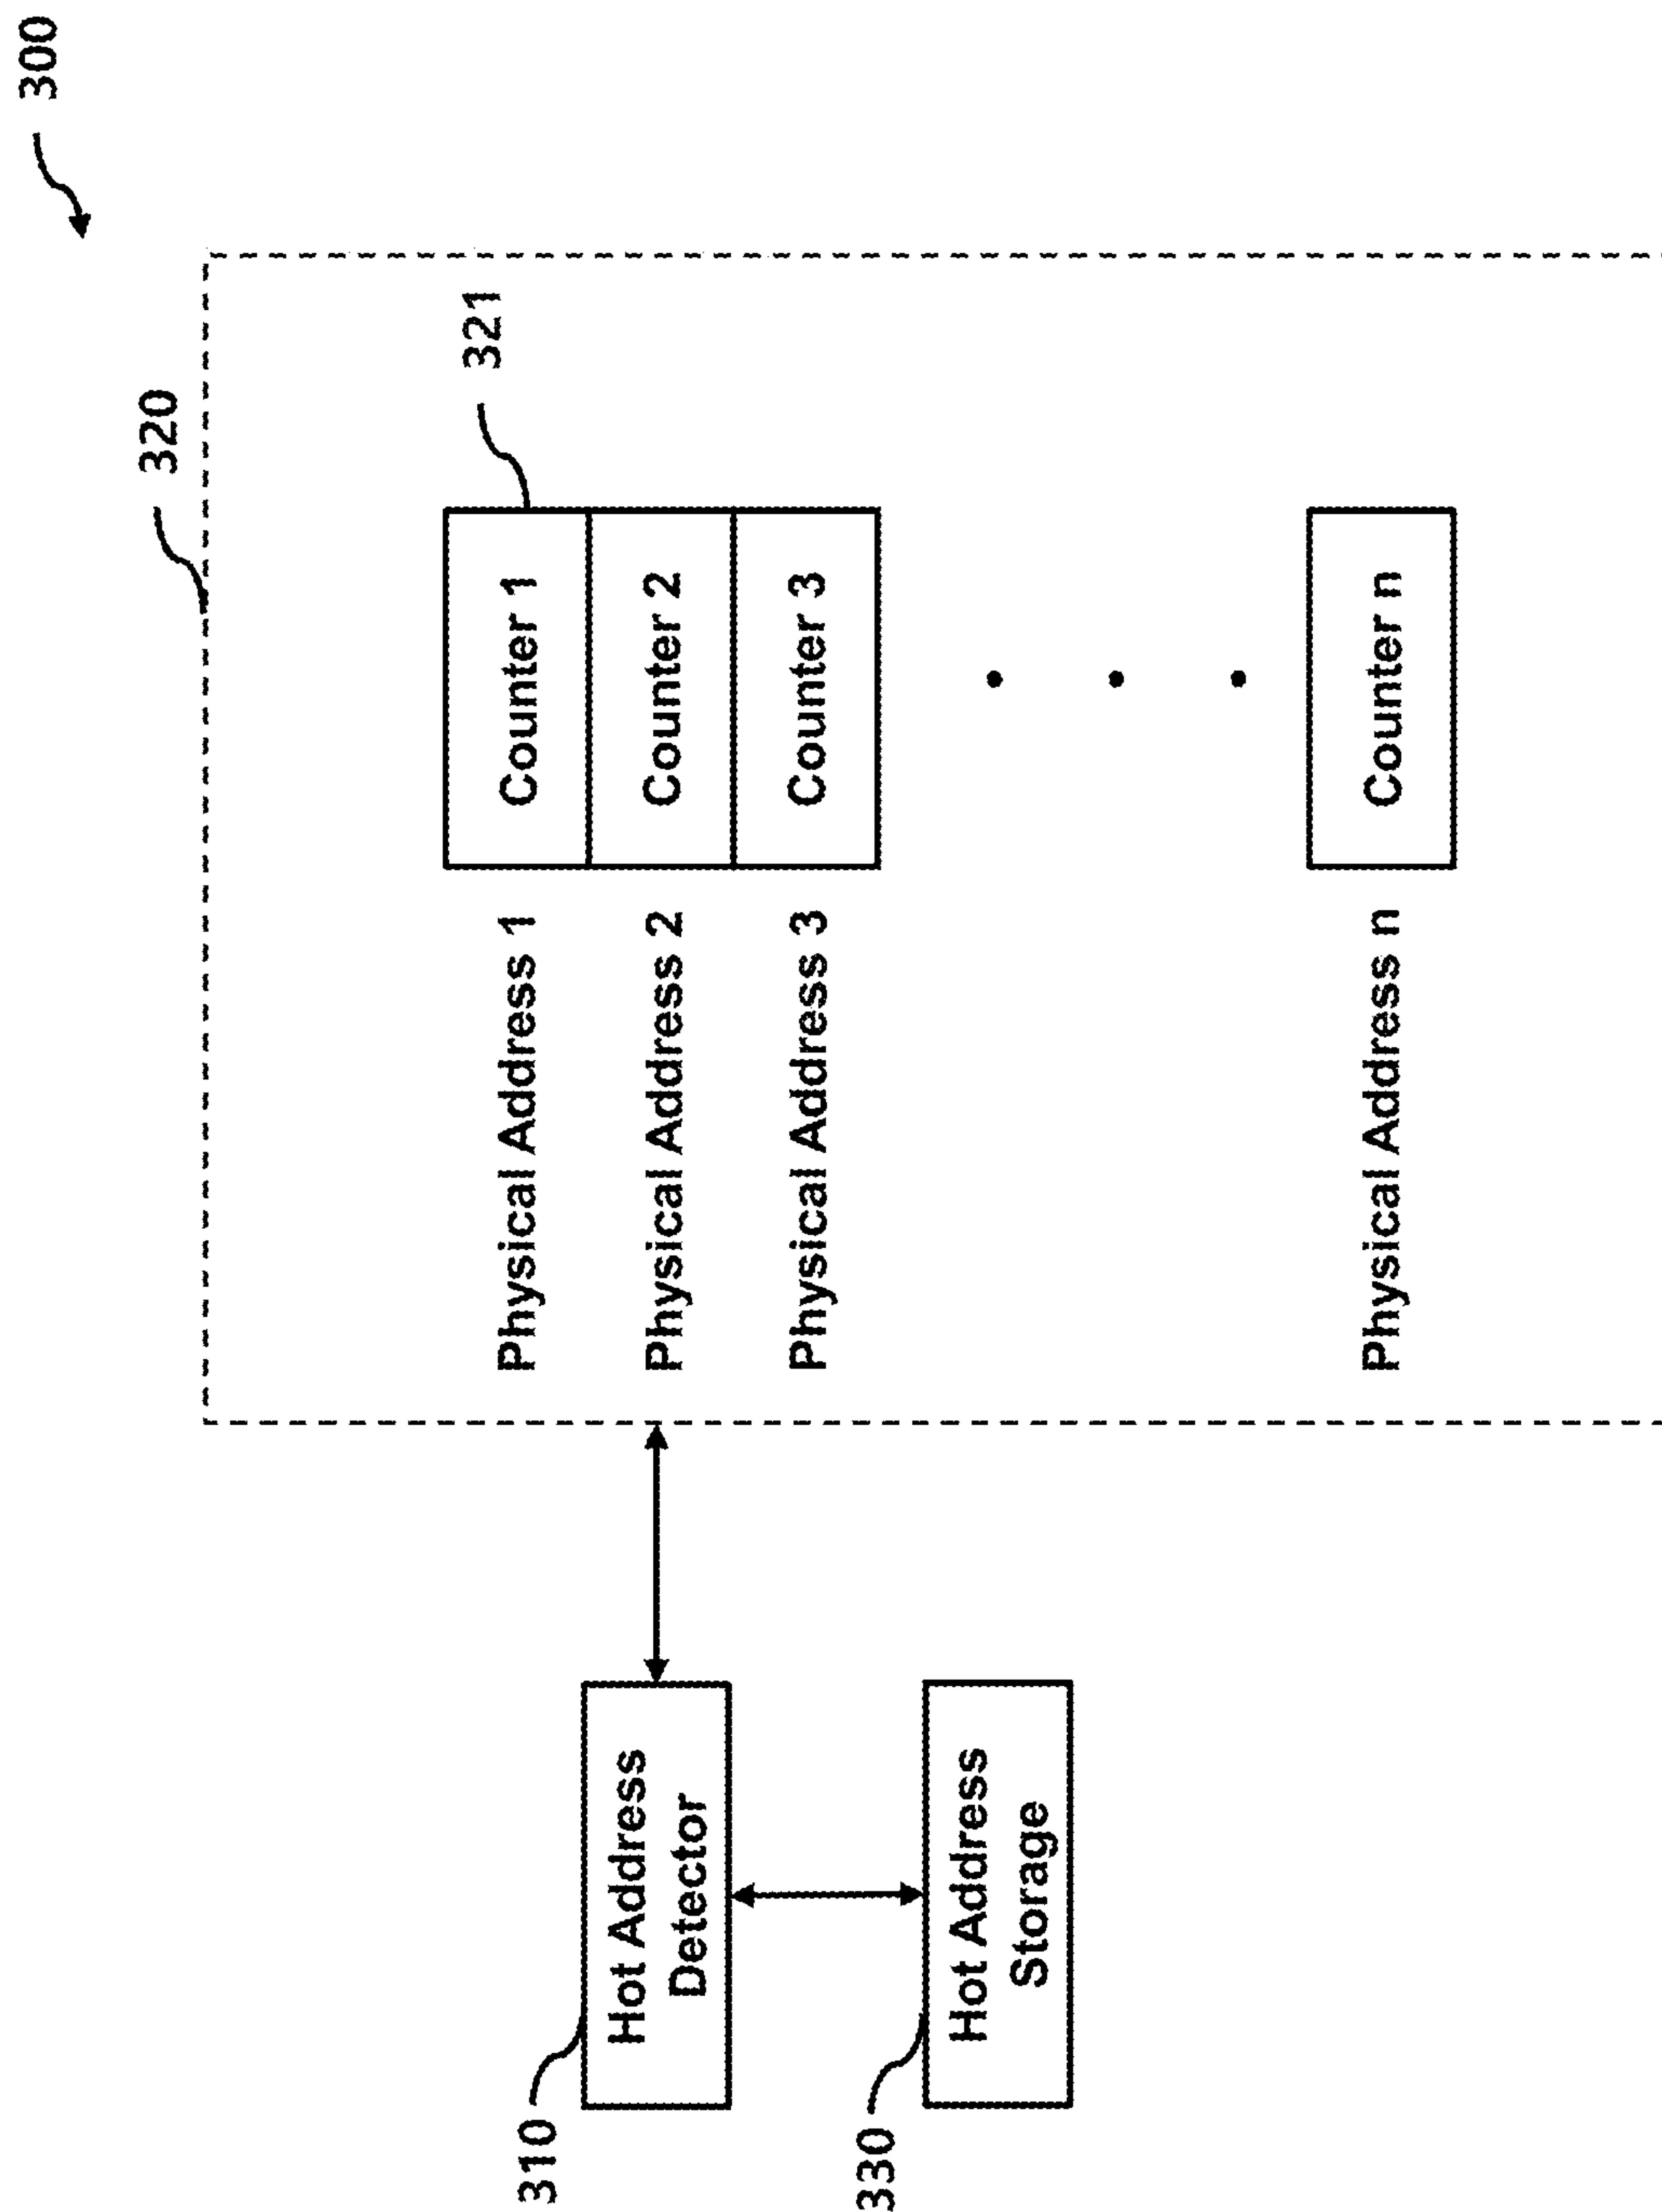 300
320
321
310
Hot Address
Detector
330
Hot Address
Storage
Physical Address 1
Counter 1
Physical Address 2
Counter 2
Physical Address 3
Counter 3
Physical Address n
Counter n